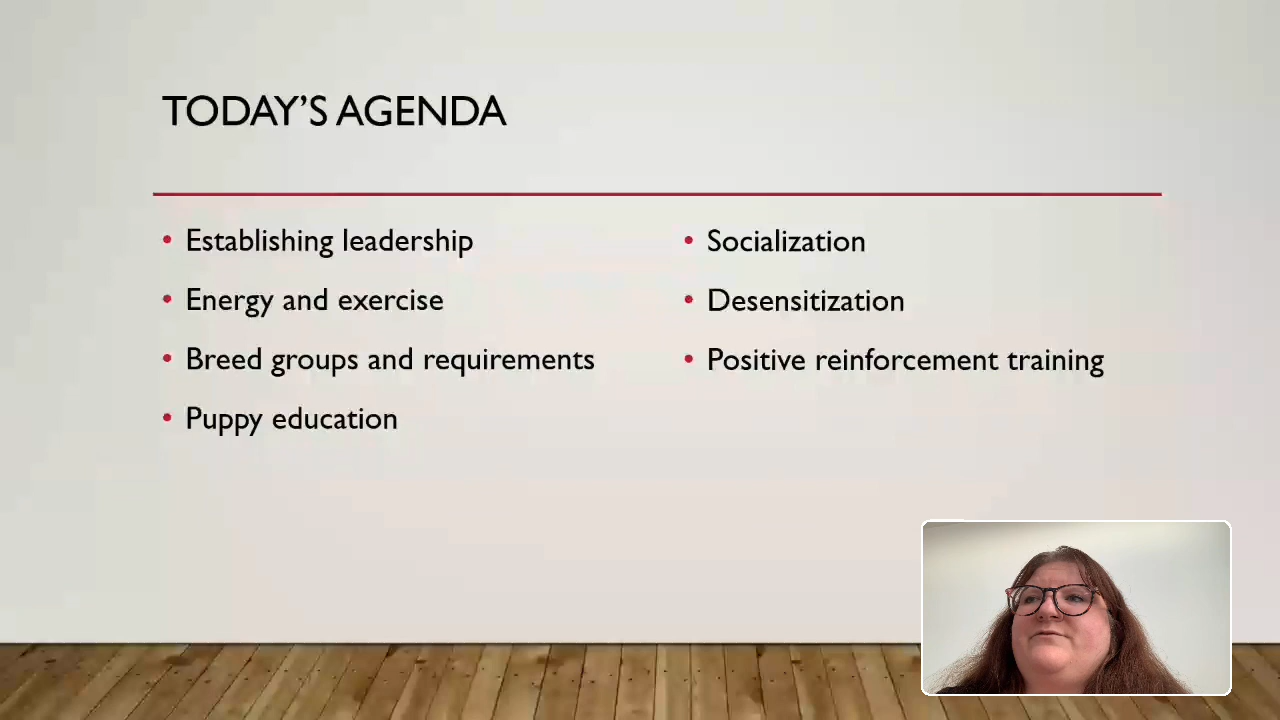 TODAY’S AGENDA
• Establishing leadership
• Energy and exercise
• Breed groups and requirements
• Puppy education
• Socialization
• Desensitization
• Positive reinforcement training